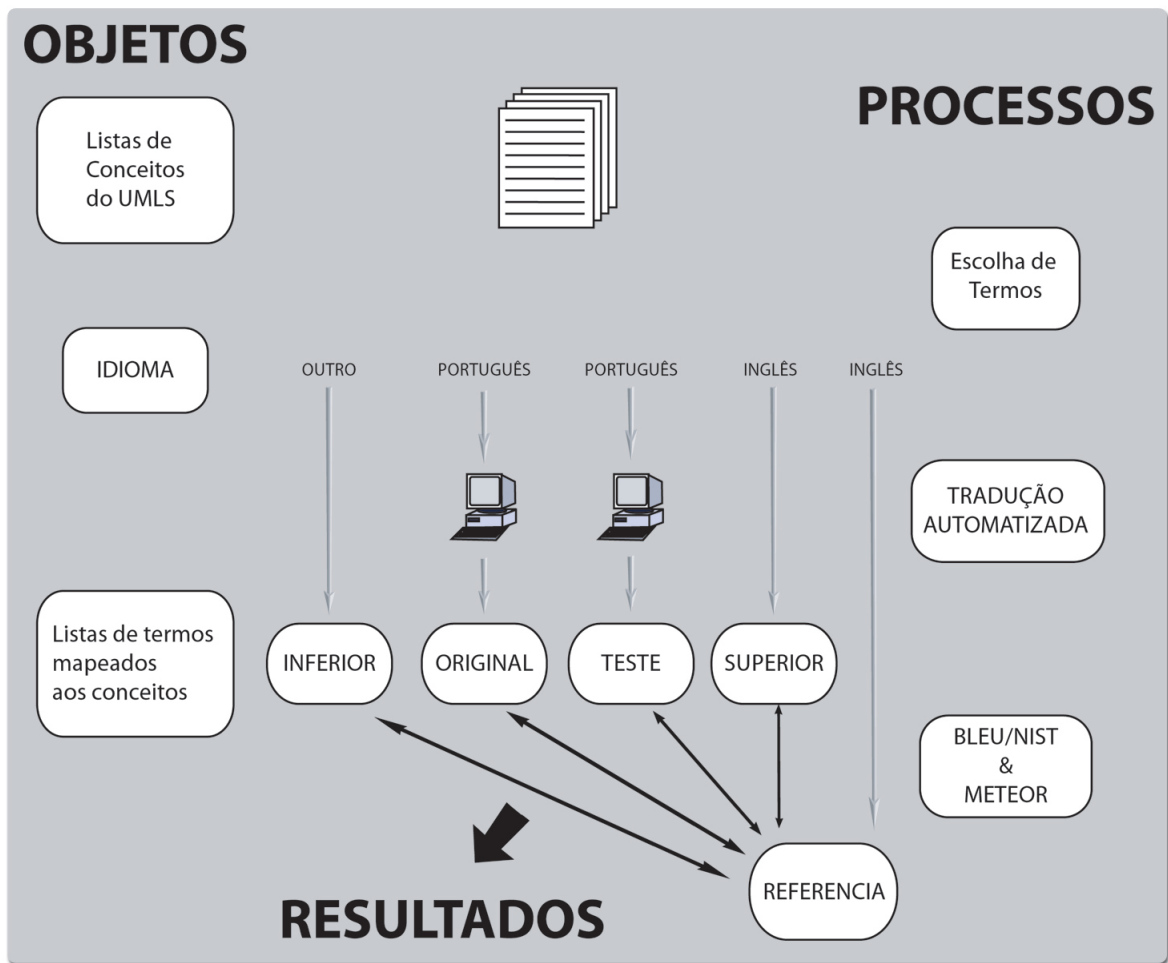 OBJETOS
PROCESSOS
Listas de
Conceitos
do UMLS
Escolha de
Termos
IDIOMA
OUTRO
PORTUGUÊS
PORTUGUÊS
INGLÊS
INGLÊS
TRADUÇÃO
AUTOMATIZADA
Listas de termos
mapeados
aos conceitos
INFERIOR
ORIGINAL
TESTE
SUPERIOR
BLEU/NIST
&
METEOR
REFERENCIA
RESULTADOS